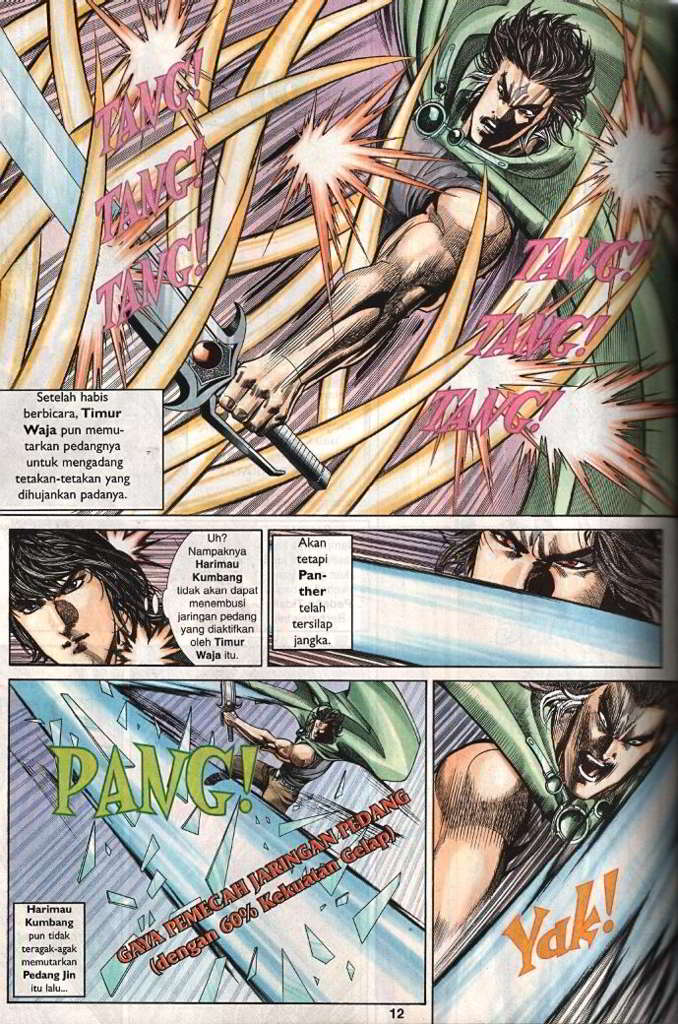 TANG!
TANG!
TANG!
TANG!
TANG!
TANG!
Setelah habis
berbicara, Timur
Waja pun memu-
tarkan pedangnya
untuk mengadang
tetakan-tetakan yang
dihujankan padanya.
Uh?
Nampaknya
Harimau
Kumbang
tidak akan dapat
menembusi
jaringan pedang
yang diaktifkan
oleh Timur
Waja itu.
Akan
tetapi
Pan-
ther
telah
tersilap
jangka.
PANG!
GAYA PEMECAH JARINGAN PEDANG
(dengan 60% Kekuatan Gelap)
Harimau
Kumbang
pun tidak
teragak-agak
memutarkan
Pedang Jin
itu lalu...
Yak!
12